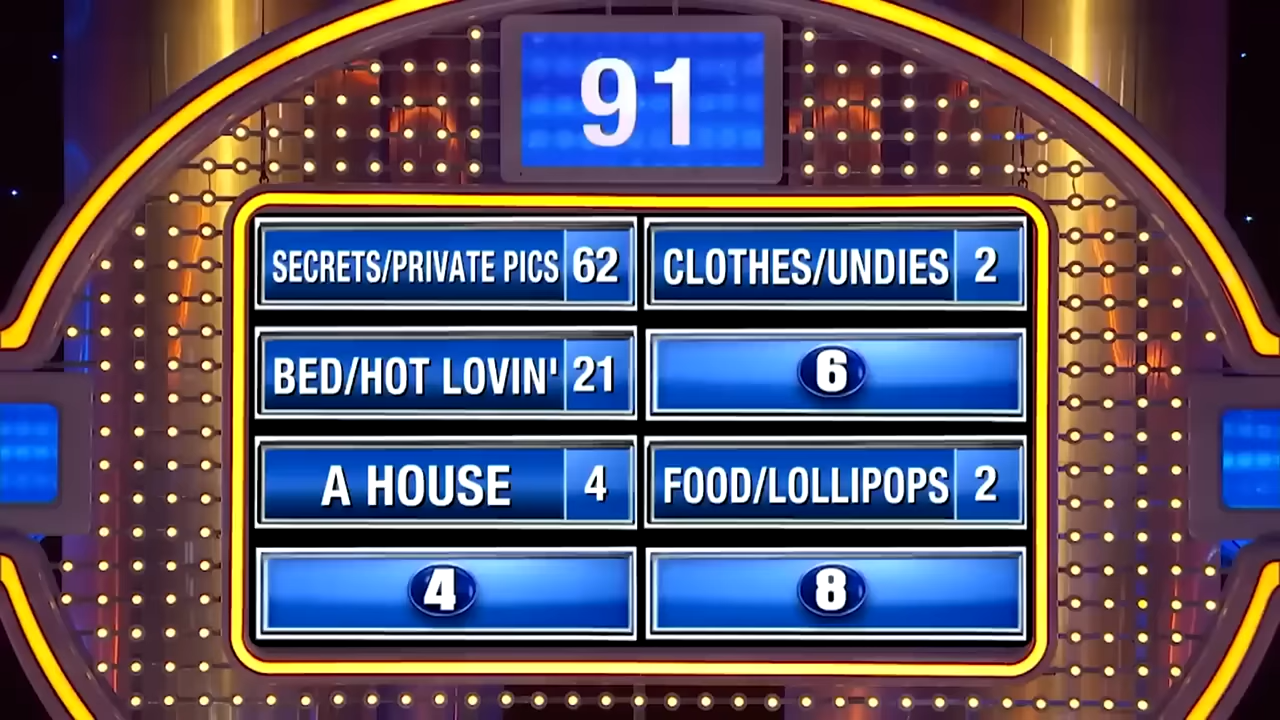 91
SECRETS/PRIVATE PICS 62
CLOTHES/UNDIES 2
BED/HOT LOVIN' 21
6
A HOUSE 4
FOOD/LOLLIPOPS 2
4
8